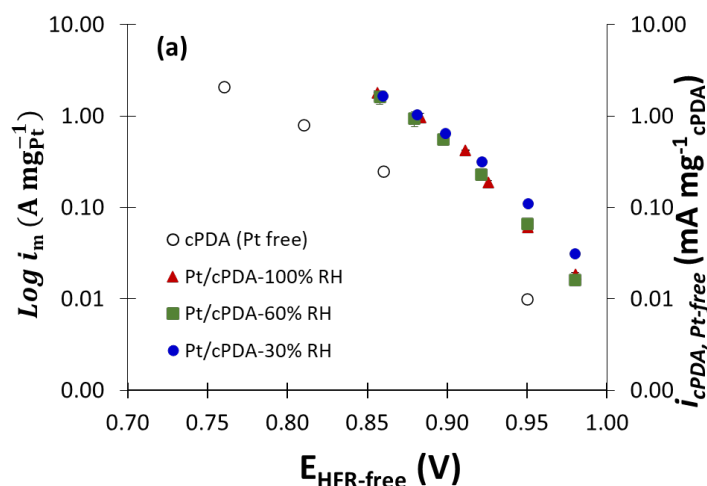 (a)
10.00
1.00
0.10
0.01
0.00
Log i_m (A mg_Pt^-1)
cPDA (Pt free)
Pt/cPDA-100% RH
Pt/cPDA-60% RH
Pt/cPDA-30% RH
10.00
1.00
0.10
0.01
0.00
i_cPDA, Pt-free (mA mg^-1 _cPDA)
0.70 0.75 0.80 0.85 0.90 0.95 1.00
E_HFR-free (V)